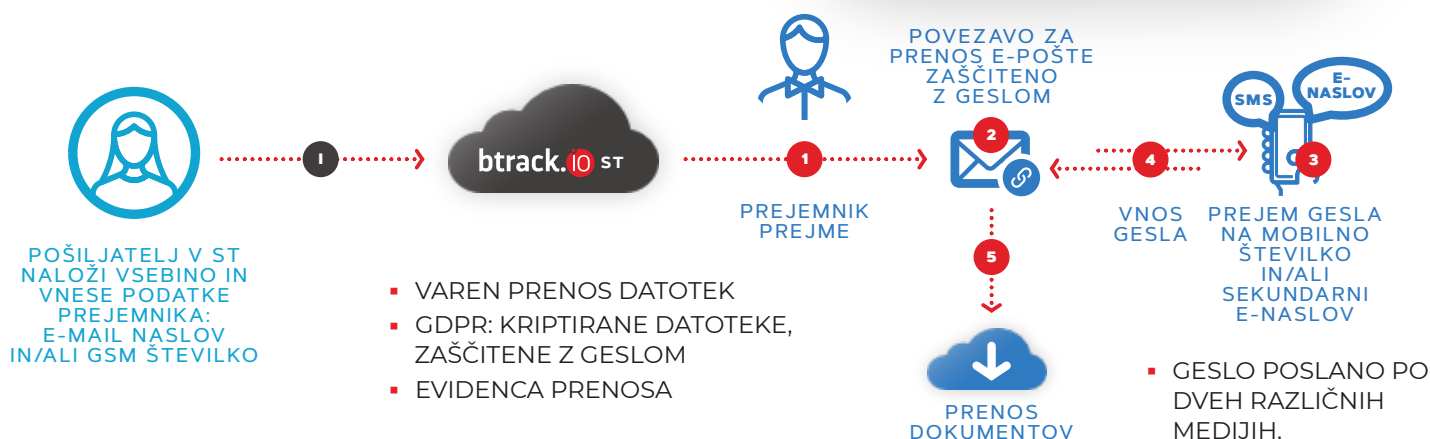 POŠILJATELJ V ST
NALOŽI VSEBINO IN
VNESE PODATKE
PREJEMNIKA:
E-MAIL NASLOV
IN/ALI GSM ŠTEVILKO
I
btrack.io ST
▪ VAREN PRENOS DATOTEK
▪ GDPR: KRIPTIRANE DATOTEKE,
ZAŠČITENE Z GESLOM
▪ EVIDENCA PRENOSA
1
PREJEMNIK
PREJME
POVEZAVO ZA
PRENOS E-POŠTE
ZAŠČITENO
Z GESLOM
2
4
VNOS
GESLA
SMS
E-
NASLOV
3
PREJEM GESLA
NA MOBILNO
ŠTEVILKO
IN/ALI
SEKUNDARNI
E-NASLOV
5
PRENOS
DOKUMENTOV
▪ GESLO POSLANO PO
DVEH RAZLIČNIH
MEDIJIH.